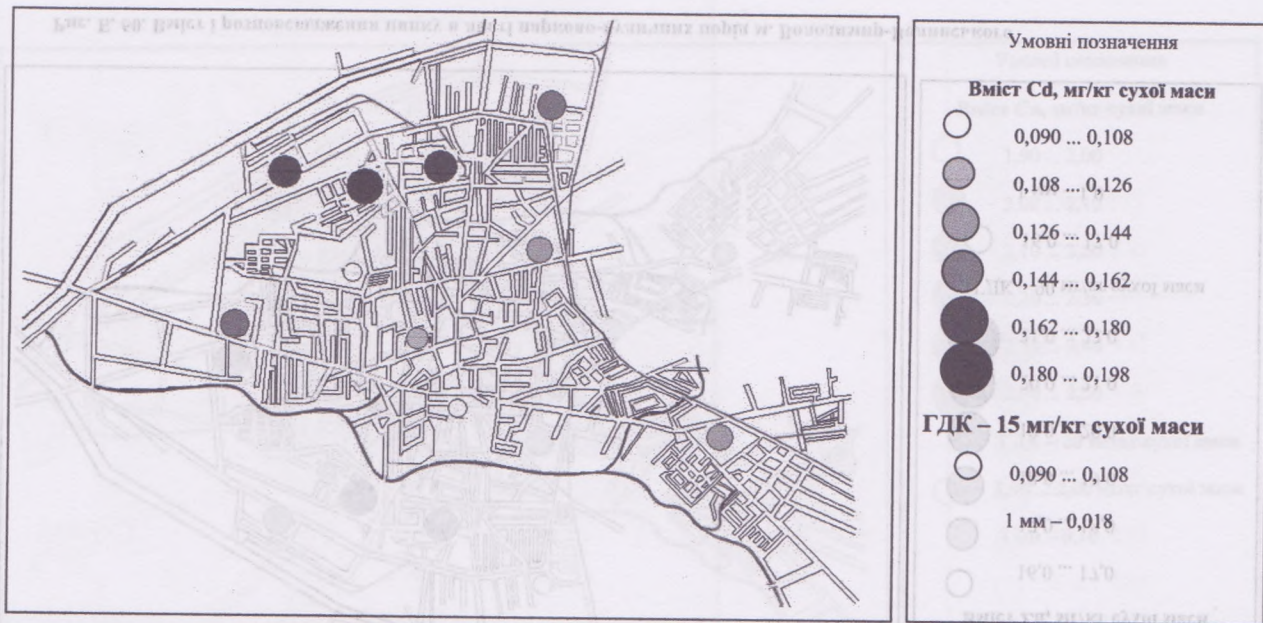 Умовні позначення
Вміст Cd, мг/кг сухої маси
0,090 ... 0,108
0,108 ... 0,126
0,126 ... 0,144
0,144 ... 0,162
0,162 ... 0,180
0,180 ... 0,198
ГДК – 15 мг/кг сухої маси
0,090 ... 0,108
1 мм – 0,018